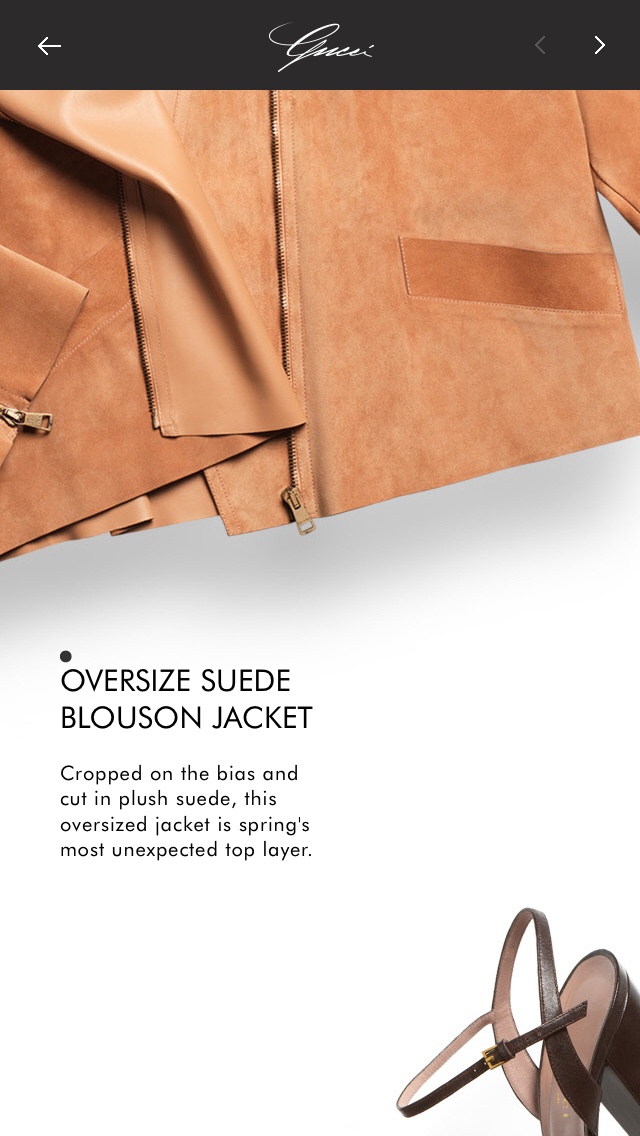 Gucci
OVERSIZE SUEDE
BLOUSON JACKET
Cropped on the bias and
cut in plush suede, this
oversized jacket is spring's
most unexpected top layer.